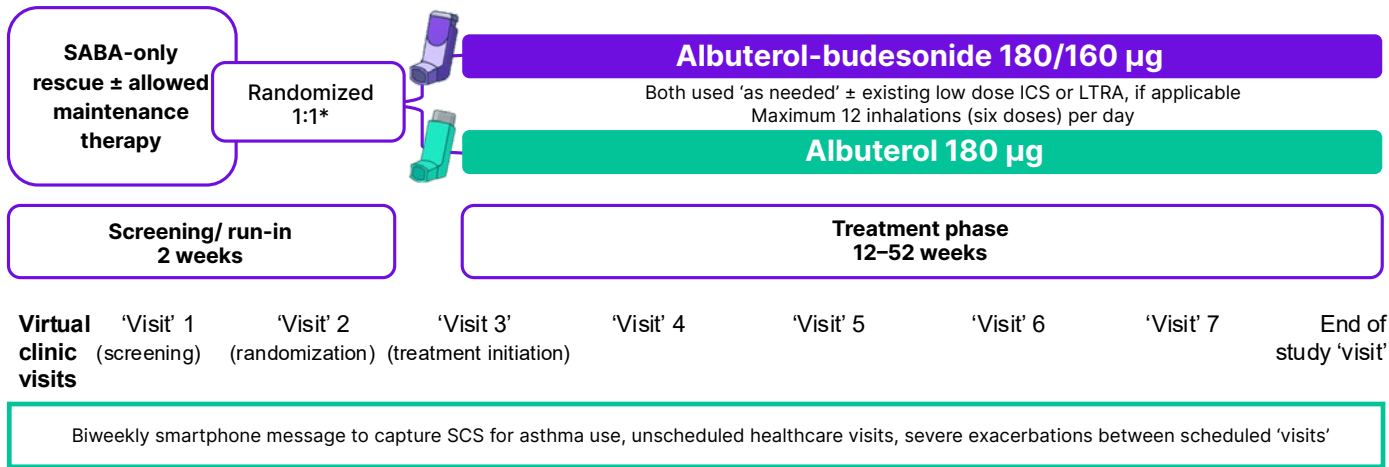 SABA-only
rescue ± allowed
maintenance
therapy
Randomized
1:1*
Albuterol-budesonide 180/160 µg
Both used ‘as needed’ ± existing low dose ICS or LTRA, if applicable
Maximum 12 inhalations (six doses) per day
Albuterol 180 µg
Screening/ run-in
2 weeks
Treatment phase
12–52 weeks
Virtual
clinic
visits
‘Visit’ 1
(screening)
‘Visit’ 2
(randomization)
‘Visit 3’
(treatment initiation)
‘Visit’ 4
‘Visit’ 5
‘Visit’ 6
‘Visit’ 7
End of
study ‘visit’
Biweekly smartphone message to capture SCS for asthma use, unscheduled healthcare visits, severe exacerbations between scheduled ‘visits’